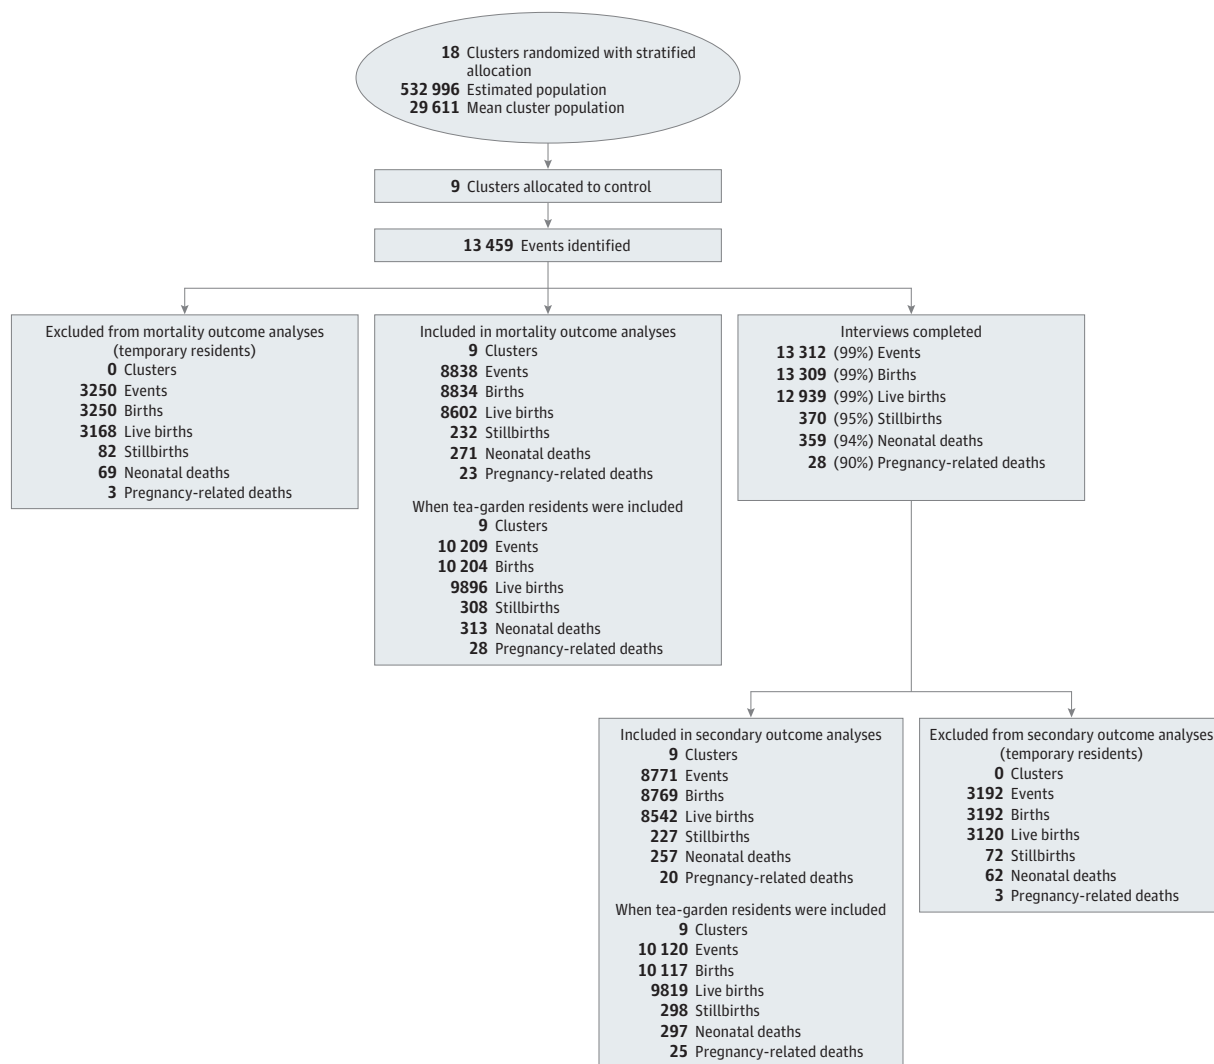 18 Clusters randomized with stratified
allocation
532 996 Estimated population
29 611 Mean cluster population
9 Clusters allocated to control
13 459 Events identified
Excluded from mortality outcome analyses
(temporary residents)
0 Clusters
3250 Events
3250 Births
3168 Live births
82 Stillbirths
69 Neonatal deaths
3 Pregnancy-related deaths
Included in mortality outcome analyses
9 Clusters
8838 Events
8834 Births
8602 Live births
232 Stillbirths
271 Neonatal deaths
23 Pregnancy-related deaths
When tea-garden residents were included
9 Clusters
10 209 Events
10 204 Births
9896 Live births
308 Stillbirths
313 Neonatal deaths
28 Pregnancy-related deaths
Interviews completed
13 312 (99%) Events
13 309 (99%) Births
12 939 (99%) Live births
370 (95%) Stillbirths
359 (94%) Neonatal deaths
28 (90%) Pregnancy-related deaths
Included in secondary outcome analyses
9 Clusters
8771 Events
8769 Births
8542 Live births
227 Stillbirths
257 Neonatal deaths
20 Pregnancy-related deaths
When tea-garden residents were included
9 Clusters
10 120 Events
10 117 Births
9819 Live births
298 Stillbirths
297 Neonatal deaths
25 Pregnancy-related deaths
Excluded from secondary outcome analyses
(temporary residents)
0 Clusters
3192 Events
3192 Births
3120 Live births
72 Stillbirths
62 Neonatal deaths
3 Pregnancy-related deaths